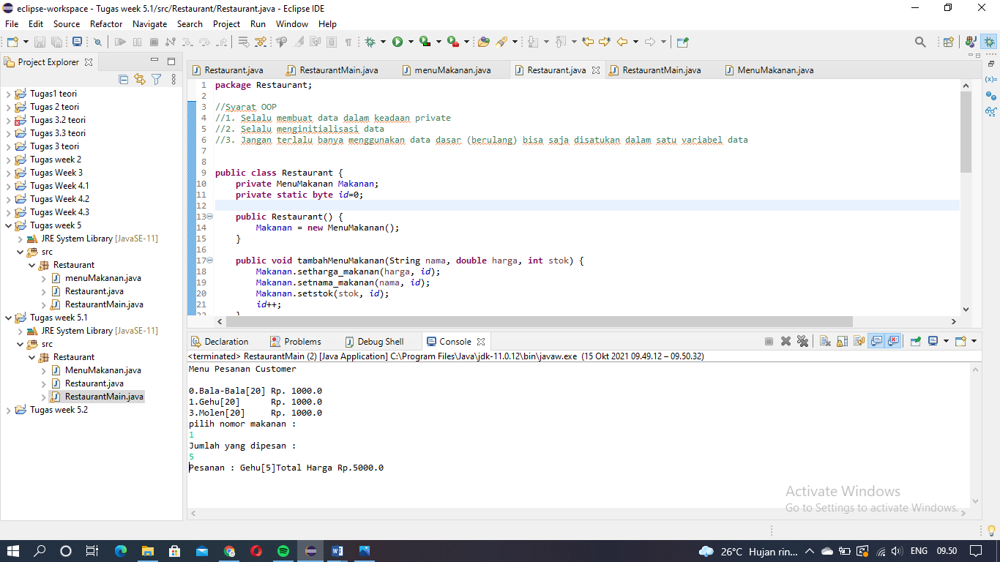 eclipse-workspace - Tugas week 5.1/src/Restaurant/Restaurant.java - Eclipse IDE
File Edit Source Refactor Navigate Search Project Run Window Help
Project Explorer
Tugas1 teori
Tugas 2 teori
Tugas 3.2 teori
Tugas 3.3 teori
Tugas 3 teori
Tugas week 2
Tugas Week 3
Tugas Week 4.1
Tugas Week 4.2
Tugas Week 4.3
Tugas week 5
JRE System Library [JavaSE-11]
src
Restaurant
menuMakanan.java
Restaurant.java
RestaurantMain.java
Tugas week 5.1
JRE System Library [JavaSE-11]
src
Restaurant
MenuMakanan.java
Restaurant.java
RestaurantMain.java
Tugas week 5.2
Restaurant.java RestaurantMain.java menuMakanan.java Restaurant.java RestaurantMain.java MenuMakanan.java
1 package Restaurant;
2
3 //Syarat OOP
4 //1. Selalu membuat data dalam keadaan private
5 //2. Selalu menginitialisasi data
6 //3. Jangan terlalu banya menggunakan data dasar (berulang) bisa saja disatukan dalam satu variabel data
7
8
9 public class Restaurant {
10 private MenuMakanan Makanan;
11 private static byte id=0;
12
13 public Restaurant() {
14 Makanan = new MenuMakanan();
15 }
16
17 public void tambahMenuMakanan(String nama, double harga, int stok) {
18 Makanan.setharga_makanan(harga, id);
19 Makanan.setnama_makanan(nama, id);
20 Makanan.setstok(stok, id);
21 id++;
22 }
Declaration Problems Debug Shell Console
<terminated> RestaurantMain (2) [Java Application] C:\Program Files\Java\jdk-11.0.12\bin\javaw.exe (15 Okt 2021 09.49.12 – 09.50.32)
Menu Pesanan Customer
0.Bala-Bala[20] Rp. 1000.0
1.Gehu[20] Rp. 1000.0
3.Molen[20] Rp. 1000.0
pilih nomor makanan :
1
Jumlah yang dipesan :
5
Pesanan : Gehu[5]Total Harga Rp.5000.0
Activate Windows
Go to Settings to activate Windows.
26°C Hujan rin... ENG 09.50